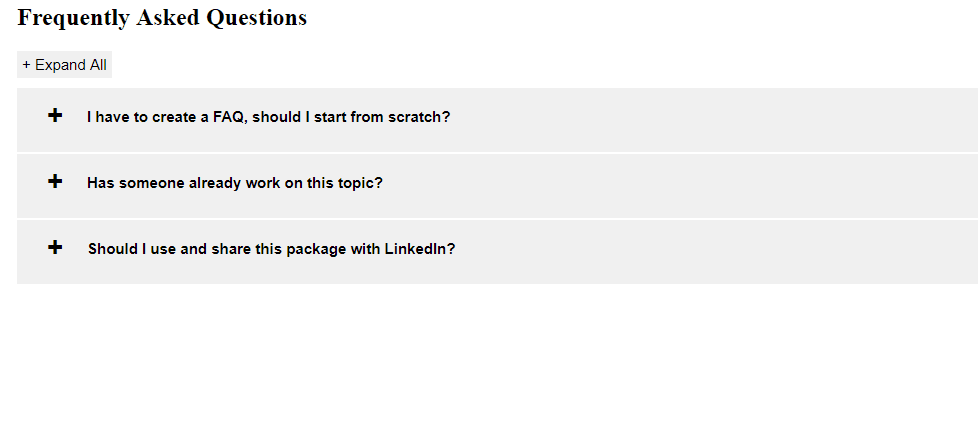 Frequently Asked Questions
+ Expand All
+ I have to create a FAQ, should I start from scratch?
+ Has someone already work on this topic?
+ Should I use and share this package with LinkedIn?